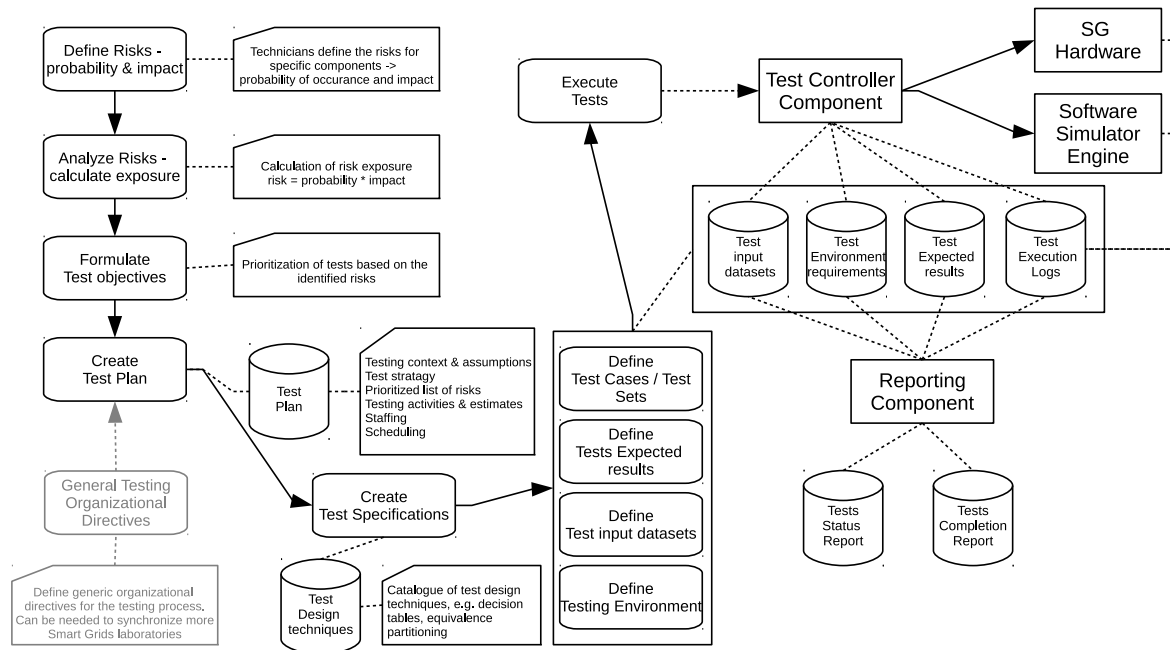 Define Risks -
probability & impact
Technicians define the risks for
specific components ->
probability of occurance and impact
Analyze Risks -
calculate exposure
Calculation of risk exposure
risk = probability * impact
Formulate
Test objectives
Prioritization of tests based on the
identified risks
Create
Test Plan
Test
Plan
Testing context & assumptions
Test stratagy
Prioritized list of risks
Testing activities & estimates
Staffing
Scheduling
General Testing
Organizational
Directives
Define generic organizational
directives for the testing process.
Can be needed to synchronize more
Smart Grids laboratories
Create
Test Specifications
Test
Design
techniques
Catalogue of test design
techniques, e.g. decision
tables, equivalence
partitioning
Define
Test Cases / Test
Sets
Define
Tests Expected
results
Define
Test input datasets
Define
Testing Environment
Execute
Tests
Test Controller
Component
SG
Hardware
Software
Simulator
Engine
Test
input
datasets
Test
Environment
requirements
Test
Expected
results
Test
Execution
Logs
Reporting
Component
Tests
Status
Report
Tests
Completion
Report